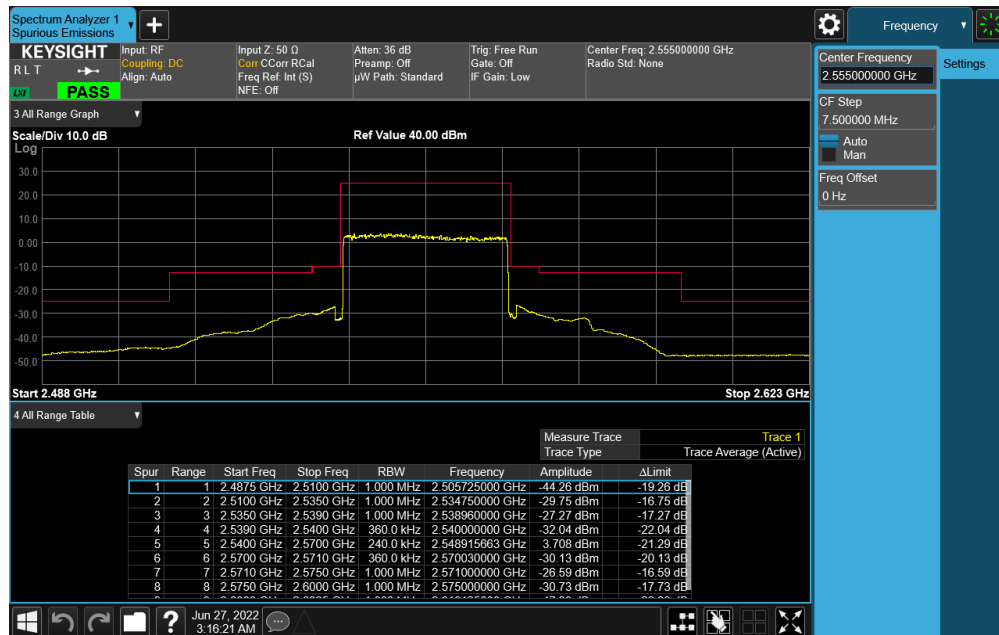 Spectrum Analyzer 1
Spurious Emissions
Frequency
KEYSIGHT
R L T
LXI
PASS
Input: RF
Coupling: DC
Align: Auto
Input Z: 50 Ω
Corr CCorr RCal
Freq Ref: Int (S)
NFE: Off
Atten: 36 dB
Preamp: Off
µW Path: Standard
Trig: Free Run
Gate: Off
IF Gain: Low
Center Freq: 2.555000000 GHz
Radio Std: None
Center Frequency
2.555000000 GHz
Settings
CF Step
7.500000 MHz
Auto
Man
Freq Offset
0 Hz
3 All Range Graph
Scale/Div 10.0 dB
Ref Value 40.00 dBm
Log
30.0
20.0
10.0
0.00
-10.0
-20.0
-30.0
-40.0
-50.0
Start 2.488 GHz
Stop 2.623 GHz
4 All Range Table
Measure Trace Trace 1
Trace Type Trace Average (Active)
Spur Range Start Freq Stop Freq RBW Frequency Amplitude ΔLimit
1 1 2.4875 GHz 2.5100 GHz 1.000 MHz 2.505725000 GHz -44.26 dBm -19.26 dB
2 2 2.5100 GHz 2.5350 GHz 1.000 MHz 2.534750000 GHz -29.75 dBm -16.75 dB
3 3 2.5350 GHz 2.5390 GHz 1.000 MHz 2.538960000 GHz -27.27 dBm -17.27 dB
4 4 2.5390 GHz 2.5400 GHz 360.0 kHz 2.540000000 GHz -32.04 dBm -22.04 dB
5 5 2.5400 GHz 2.5700 GHz 240.0 kHz 2.548915663 GHz 3.708 dBm -21.29 dB
6 6 2.5700 GHz 2.5710 GHz 360.0 kHz 2.570030000 GHz -30.13 dBm -20.13 dB
7 7 2.5710 GHz 2.5750 GHz 1.000 MHz 2.571000000 GHz -26.59 dBm -16.59 dB
8 8 2.5750 GHz 2.6000 GHz 1.000 MHz 2.575000000 GHz -30.73 dBm -17.73 dB
Jun 27, 2022
3:16:21 AM